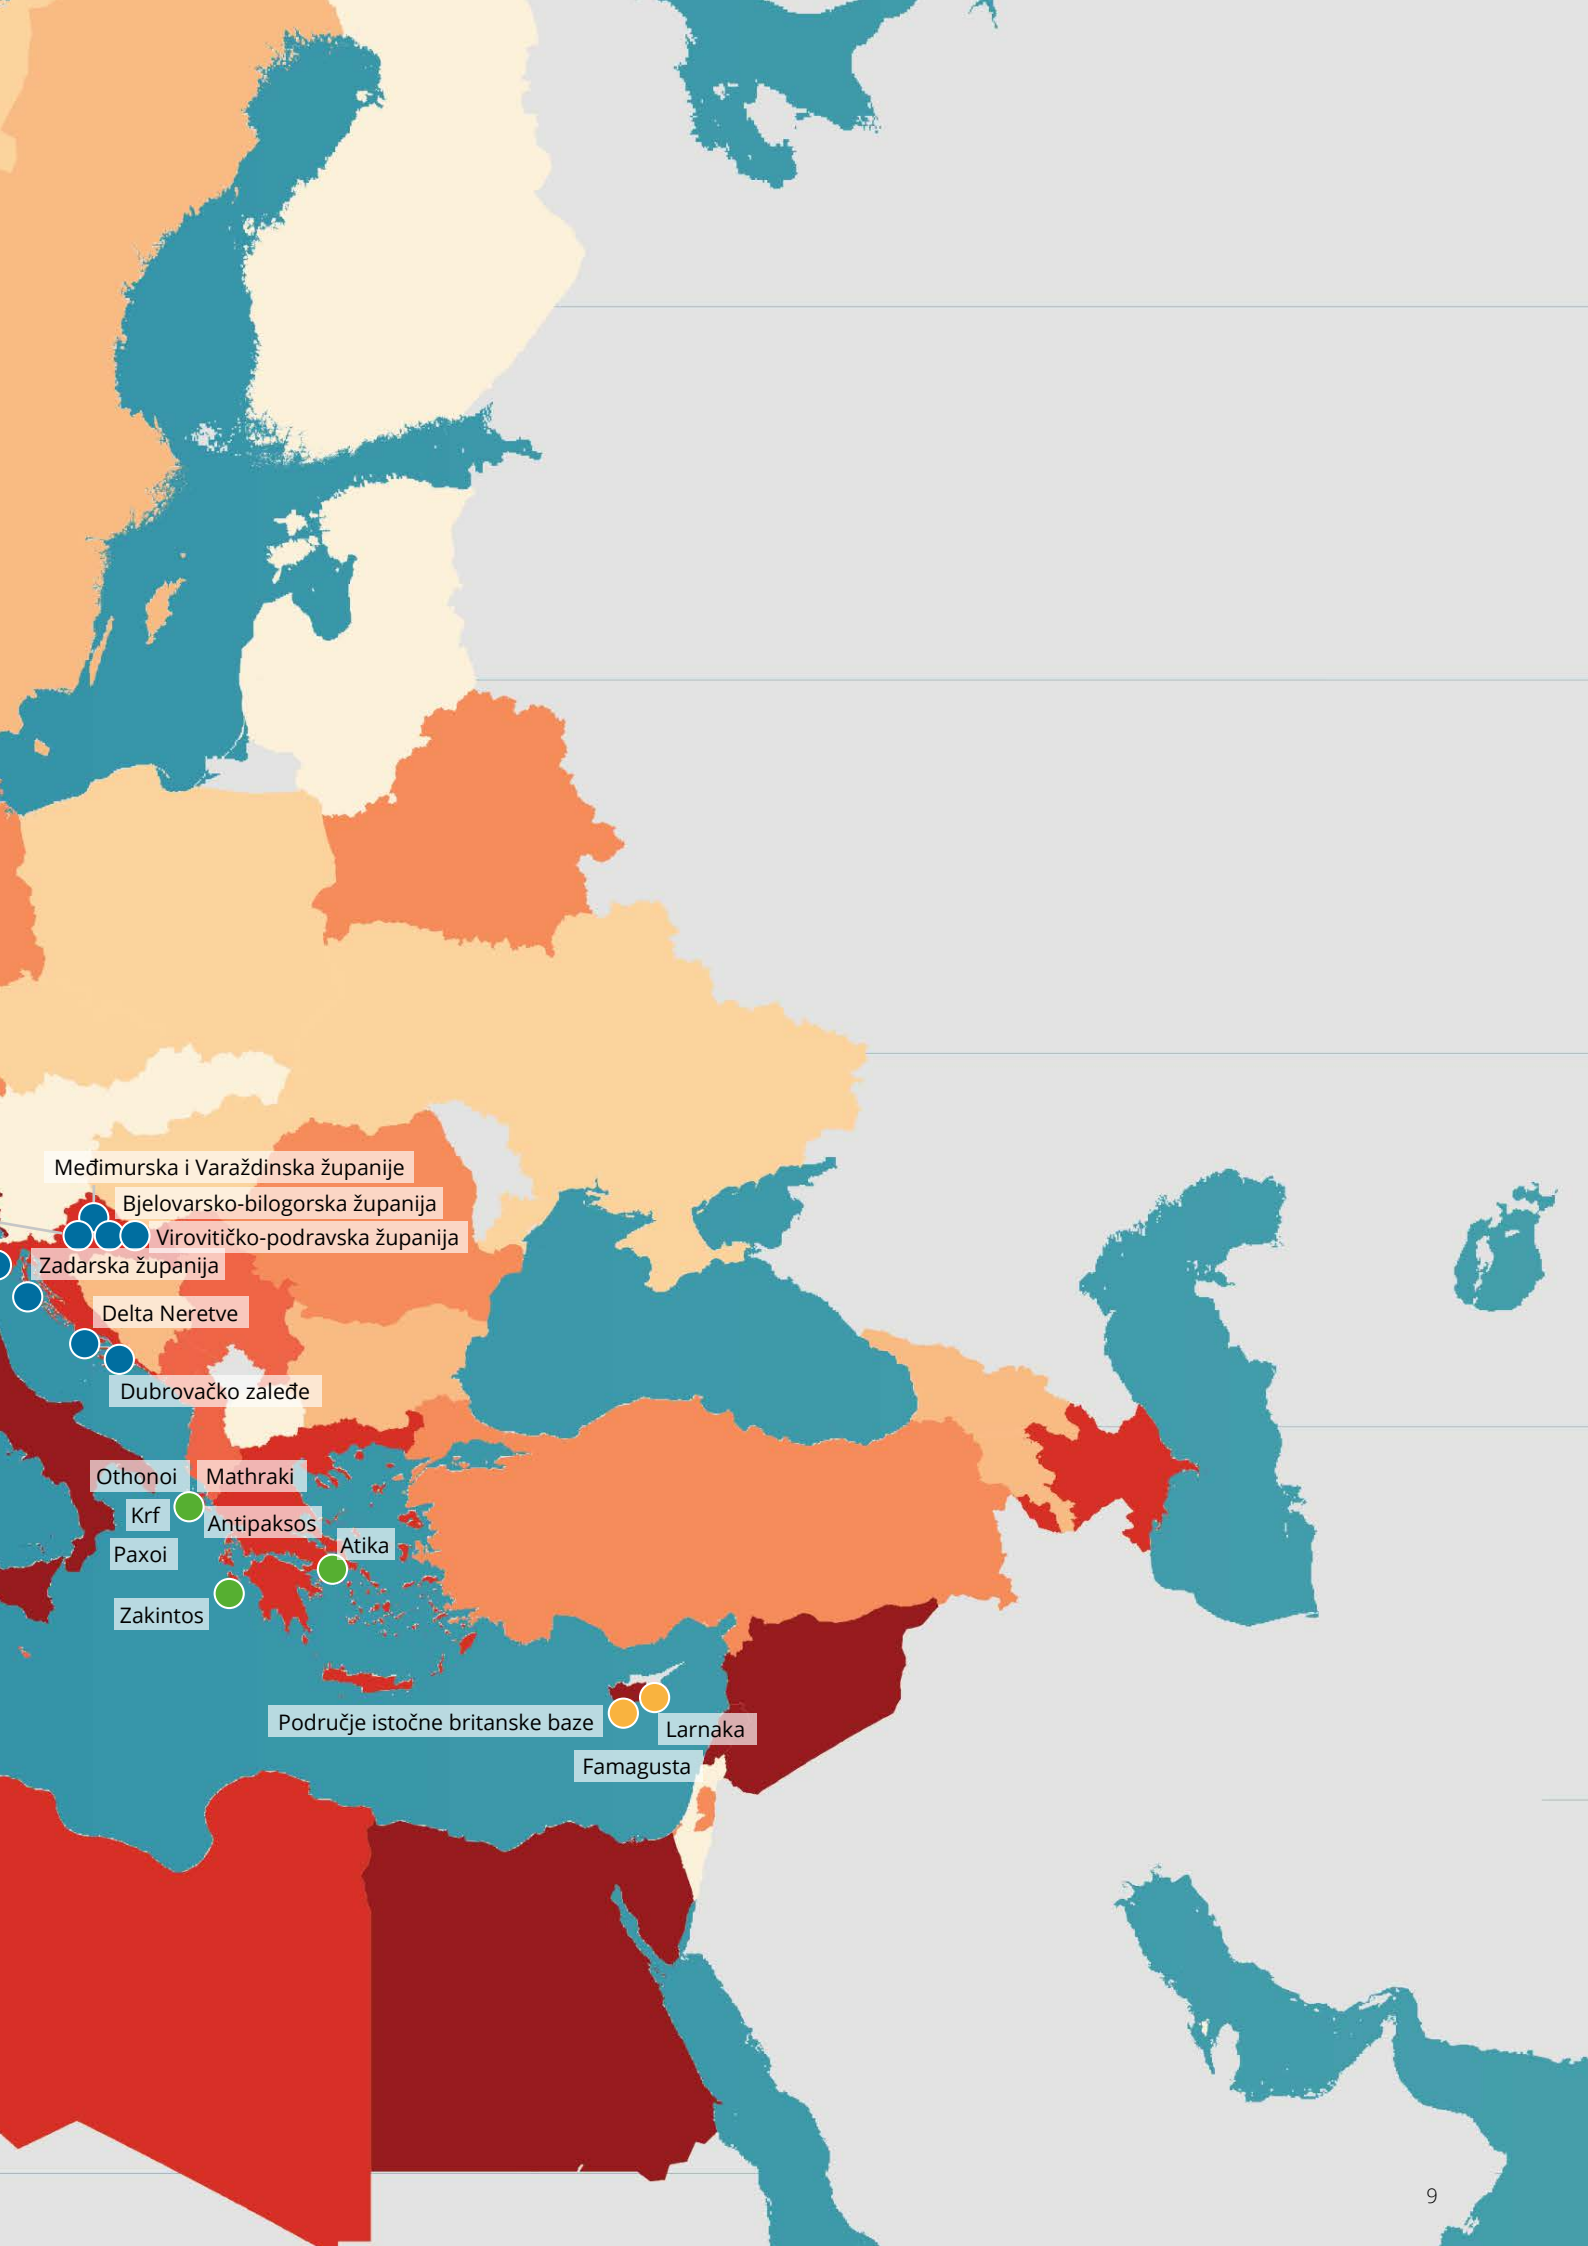 Međimurska i Varaždinska županije
Bjelovarsko-bilogorska županija
Virovitičko-podravska županija
Zadarska županija
Delta Neretve
Dubrovačko zaleđe
Othonoi
Mathraki
Krf
Antipaksos
Atika
Paxoi
Zakintos
Područje istočne britanske baze
Larnaka
Famagusta
9